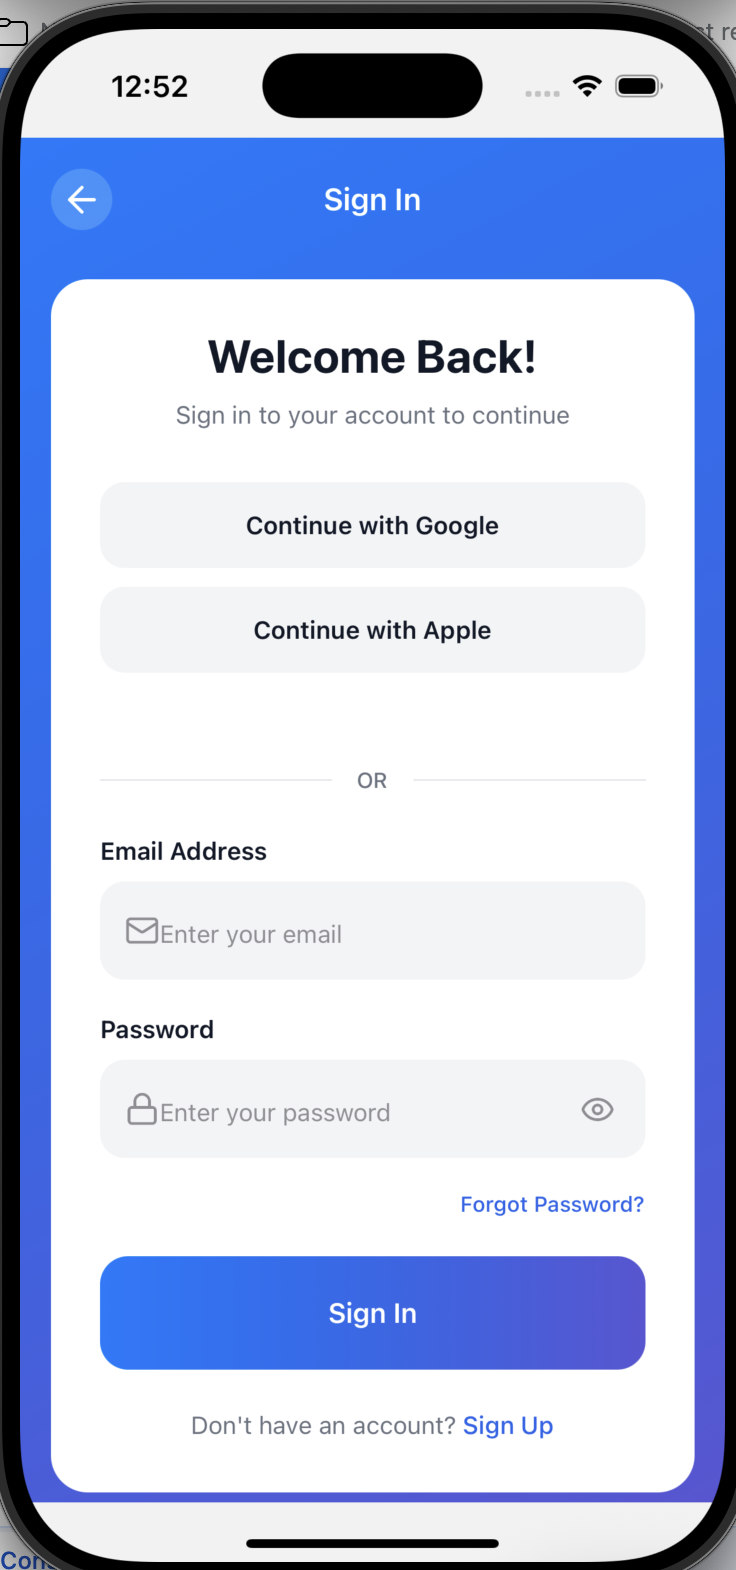 12:52
Sign In
Welcome Back!
Sign in to your account to continue
Continue with Google
Continue with Apple
OR
Email Address
Enter your email
Password
Enter your password
Forgot Password?
Sign In
Don't have an account? Sign Up